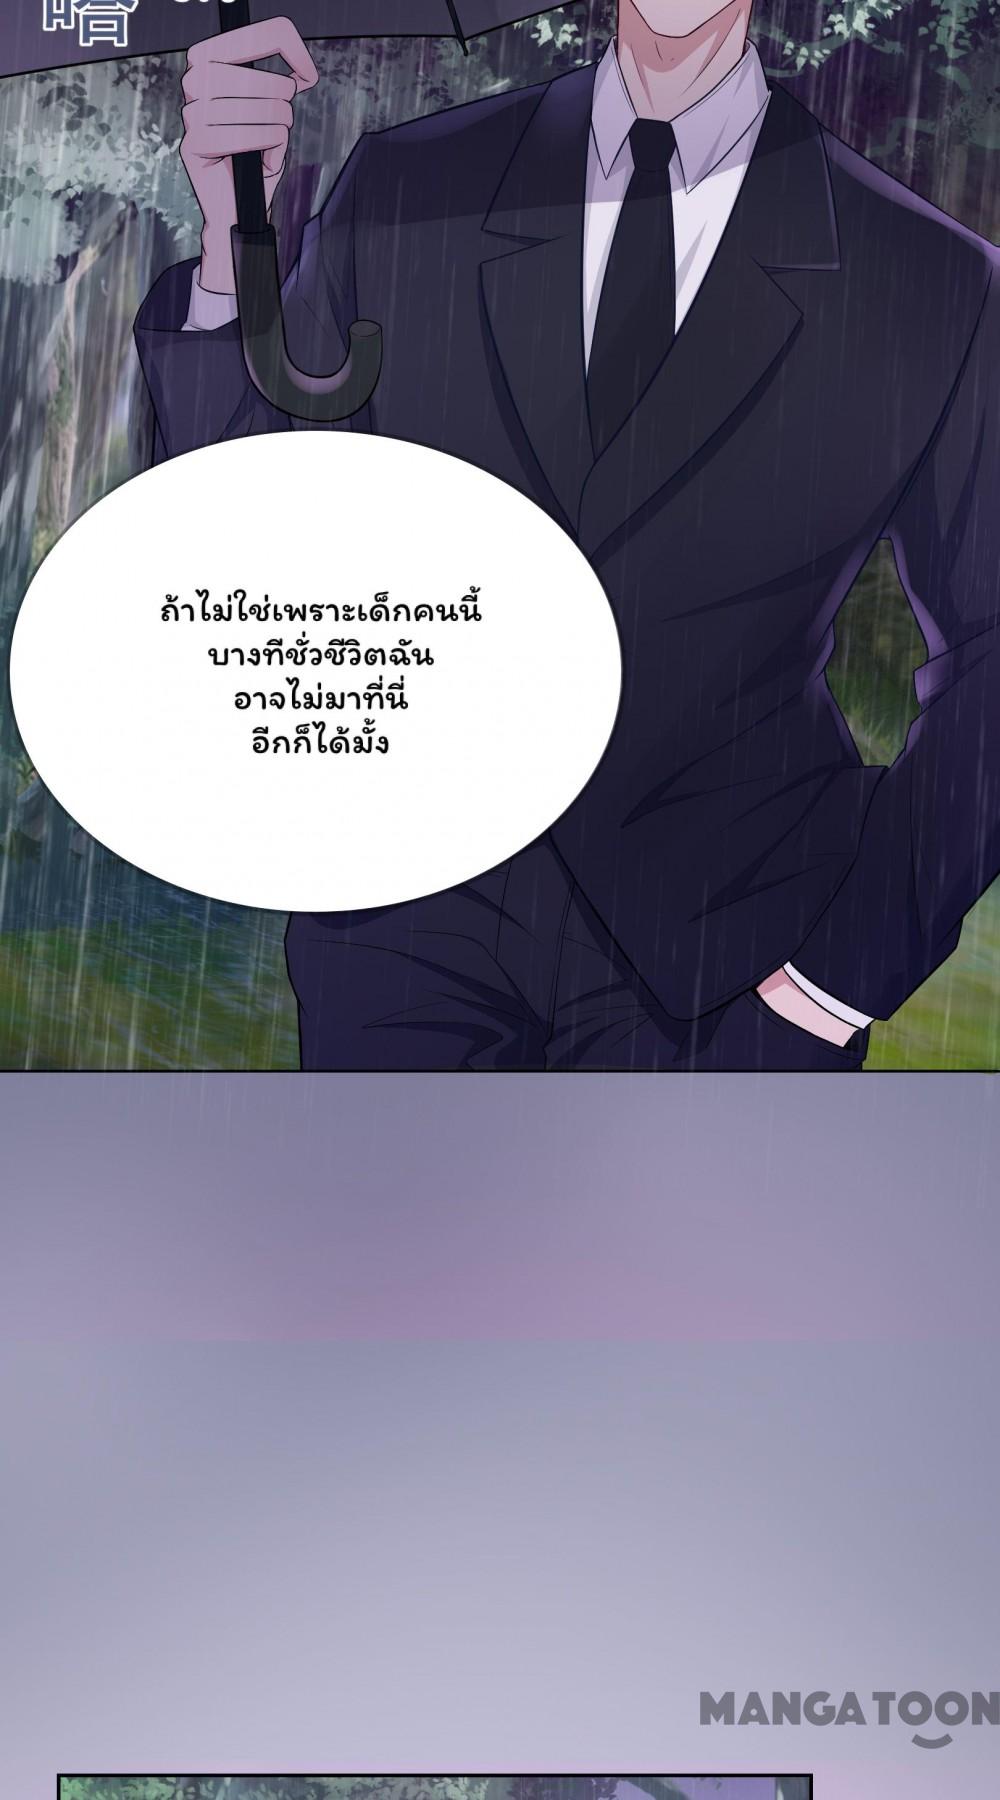 嗒
ถ้าไม่ใช่เพราะเด็กคนนี้
บางทีชั่วชีวิตฉัน
อาจไม่มาที่นี่
อีกก็ได้มั้ง
MANGATOON